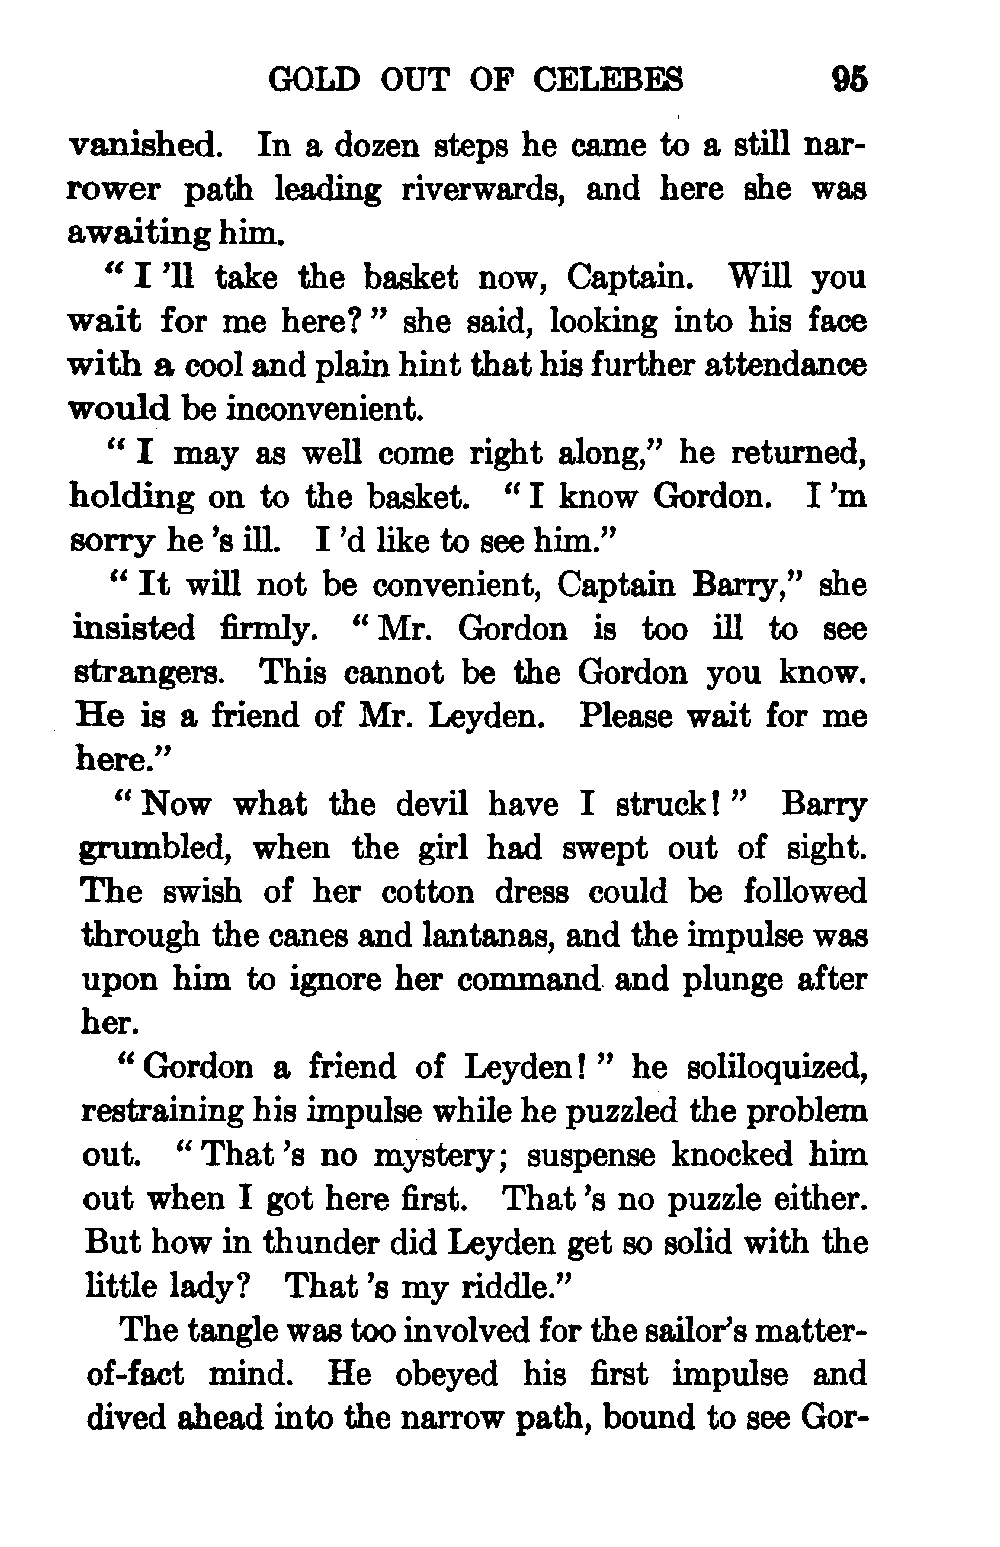 GOLD OUT OF CELEBES 95
vanished. In a dozen steps he came to a still nar-
rower path leading riverwards, and here she was
awaiting him.
“ I ’ll take the basket now, Captain. Will you
wait for me here? ” she said, looking into his face
with a cool and plain hint that his further attendance
would be inconvenient.
“ I may as well come right along,” he returned,
holding on to the basket. “ I know Gordon. I ’m
sorry he ’s ill. I ’d like to see him.”
“ It will not be convenient, Captain Barry,” she
insisted firmly. “ Mr. Gordon is too ill to see
strangers. This cannot be the Gordon you know.
He is a friend of Mr. Leyden. Please wait for me
here.”
“ Now what the devil have I struck! ” Barry
grumbled, when the girl had swept out of sight.
The swish of her cotton dress could be followed
through the canes and lantanas, and the impulse was
upon him to ignore her command and plunge after
her.
“ Gordon a friend of Leyden! ” he soliloquized,
restraining his impulse while he puzzled the problem
out. “ That ’s no mystery; suspense knocked him
out when I got here first. That ’s no puzzle either.
But how in thunder did Leyden get so solid with the
little lady? That ’s my riddle.”
The tangle was too involved for the sailor’s matter-
of-fact mind. He obeyed his first impulse and
dived ahead into the narrow path, bound to see Gor-